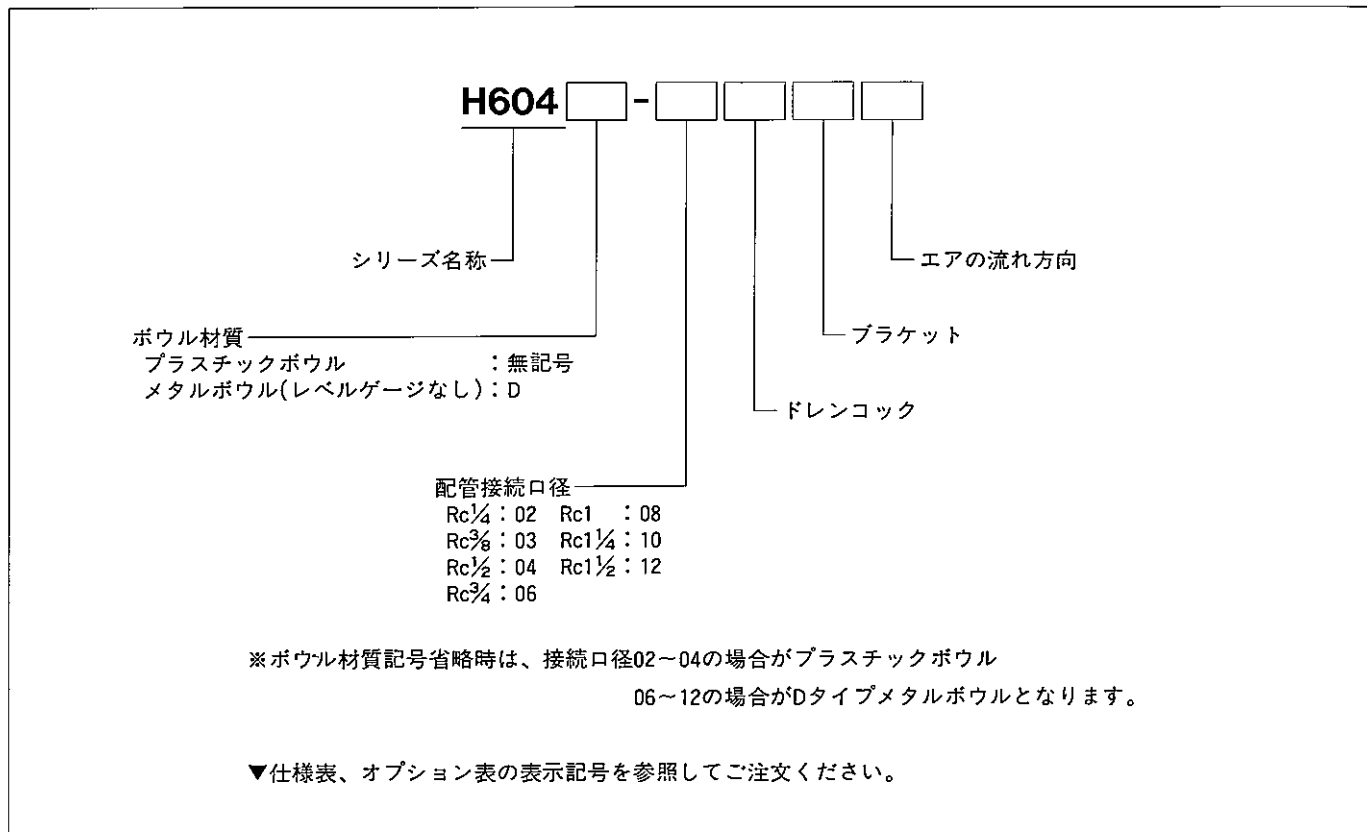 H604 -
シリーズ名称
エアの流れ方向
ボウル材質
ブラケット
プラスチックボウル :無記号
メタルボウル(レベルゲージなし):D
ドレンコック
配管接続口径
Rc1/4:02 Rc1 :08
Rc3/8:03 Rc1 1/4:10
Rc1/2:04 Rc1 1/2:12
Rc3/4:06
※ボウル材質記号省略時は、接続口径02~04の場合がプラスチックボウル
06~12の場合がDタイプメタルボウルとなります。
▼仕様表、オプション表の表示記号を参照してご注文ください。